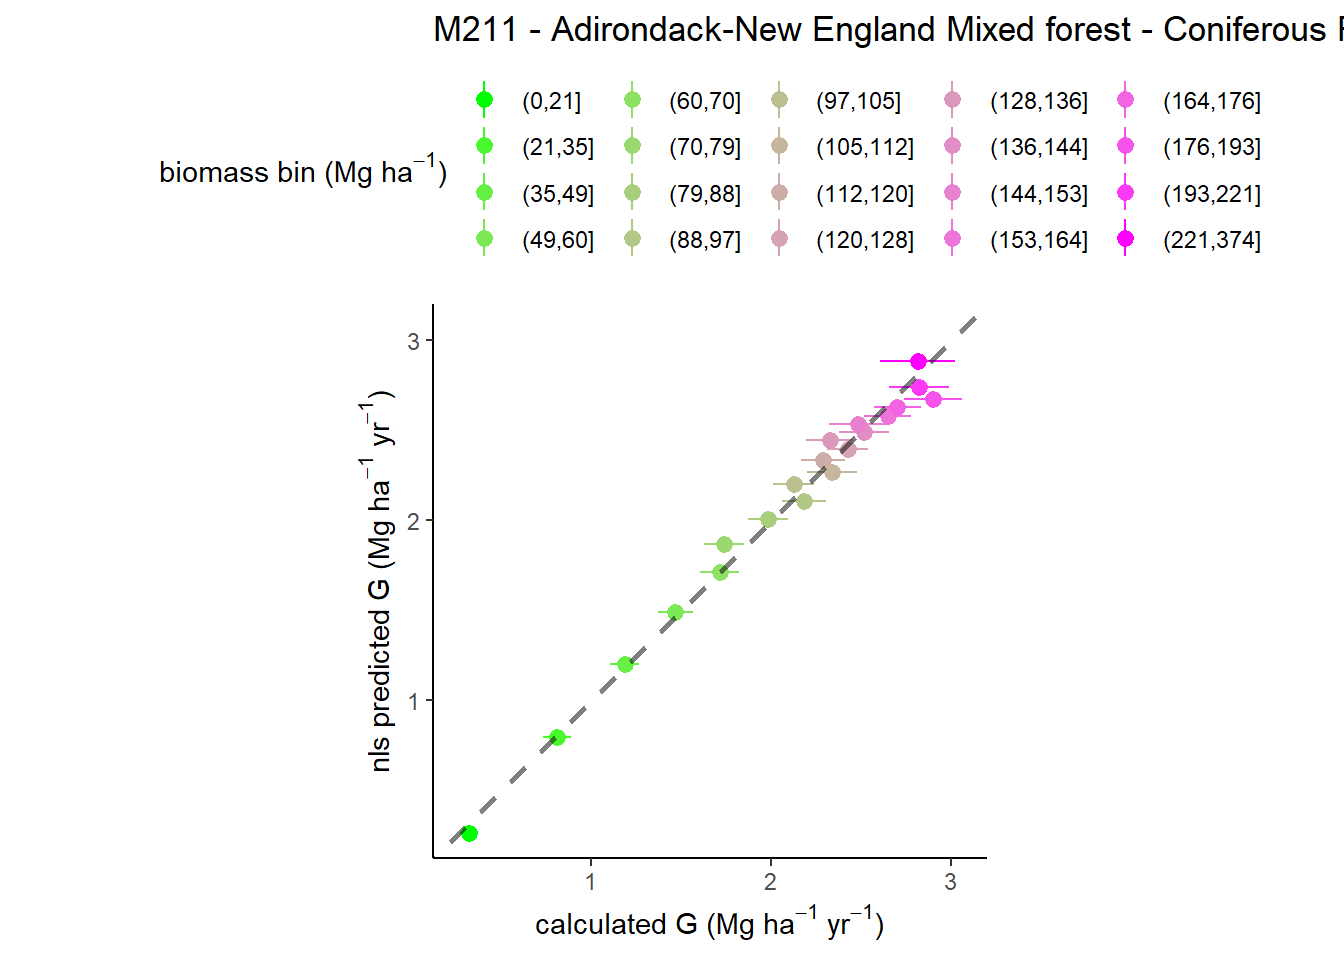 M211 - Adirondack-New England Mixed forest - Coniferous
biomass bin (Mg ha⁻¹)
(0,21] (60,70] (97,105] (128,136] (164,176]
(21,35] (70,79] (105,112] (136,144] (176,193]
(35,49] (79,88] (112,120] (144,153] (193,221]
(49,60] (88,97] (120,128] (153,164] (221,374]
nls predicted G (Mg ha⁻¹ yr⁻¹)
3
2
1
1 2 3
calculated G (Mg ha⁻¹ yr⁻¹)